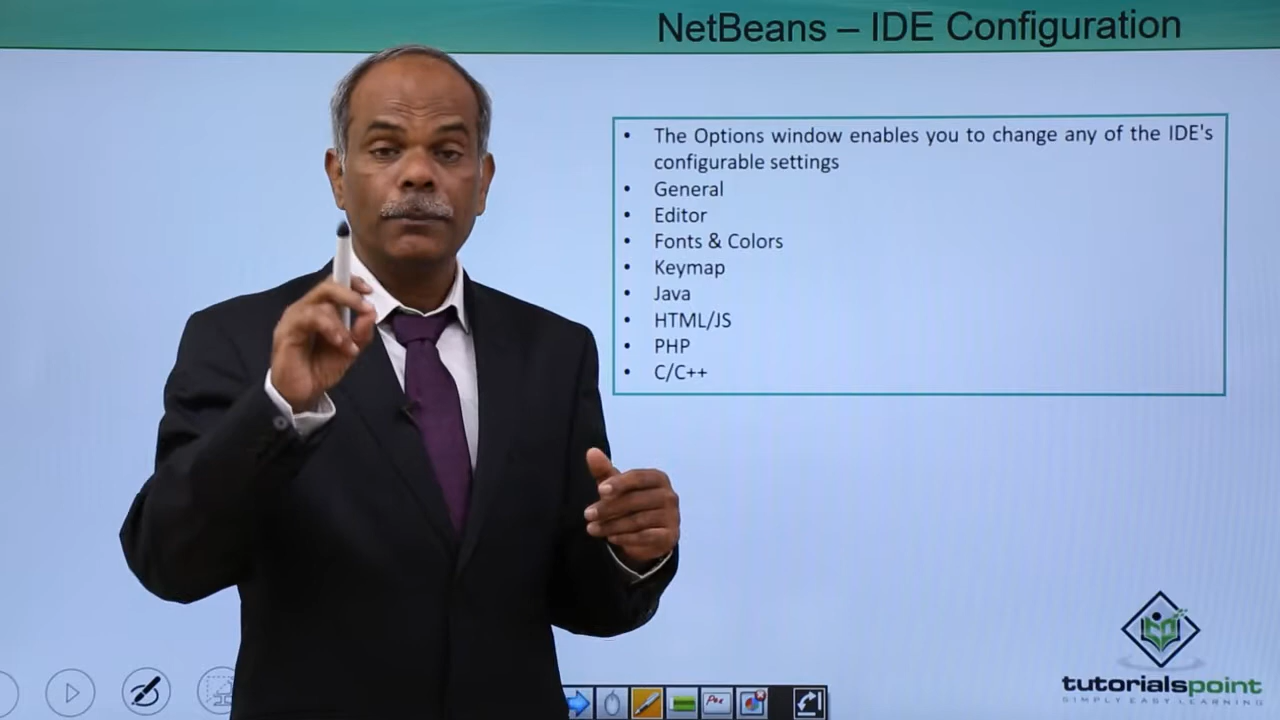 NetBeans – IDE Configuration
• The Options window enables you to change any of the IDE's
configurable settings
• General
• Editor
• Fonts & Colors
• Keymap
• Java
• HTML/JS
• PHP
• C/C++
tutorialspoint
SIMPLY EASY LEARNING
Pen